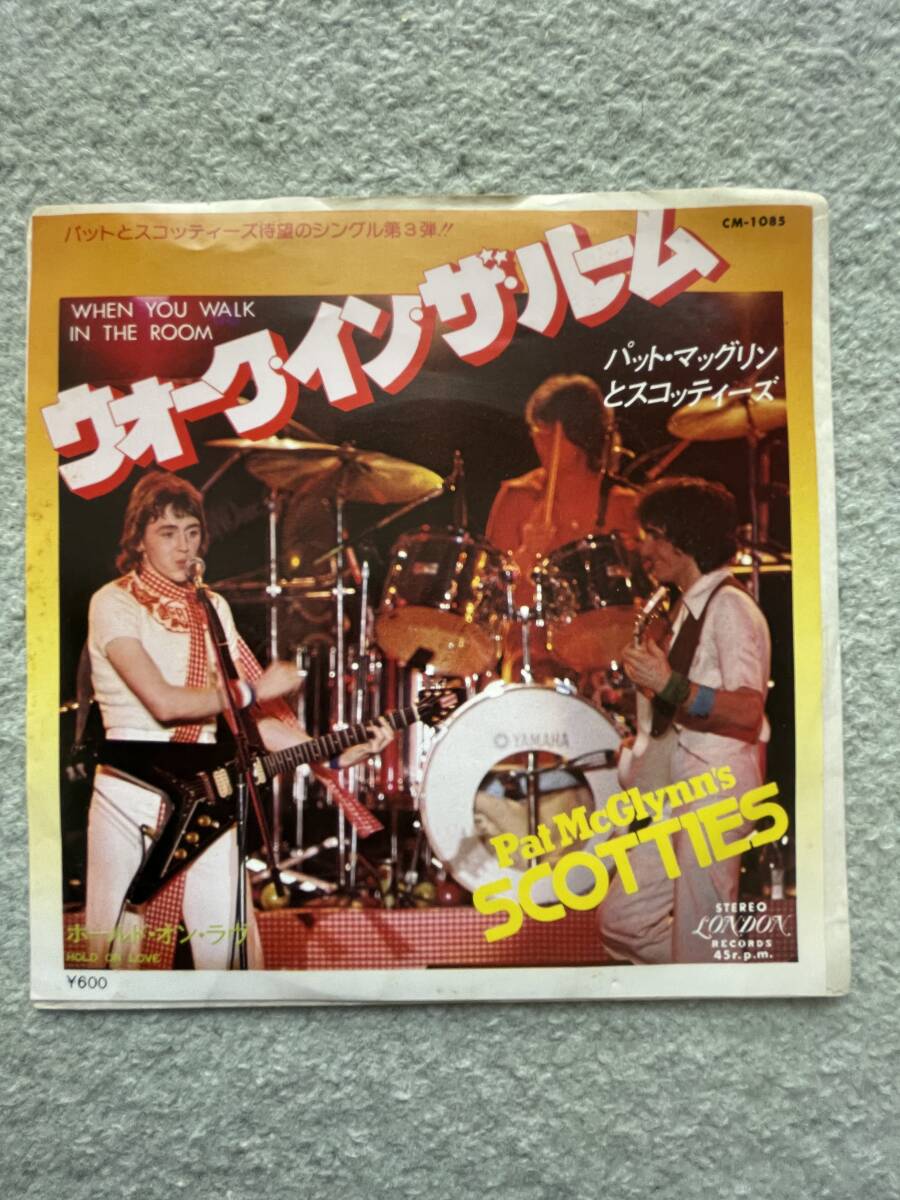 パットとスコッティーズ待望のシングル第3弾!!
CM-1085
WHEN YOU WALK
IN THE ROOM
ウォーク・イン・ザ・ルーム
パット・マッグリン
とスコッティーズ
YAMAHA
Pat McGlynn's
SCOTTIES
ホールド・オン・ラヴ
HOLD ON LOVE
¥600
STEREO
LONDON
RECORDS
45r.p.m.